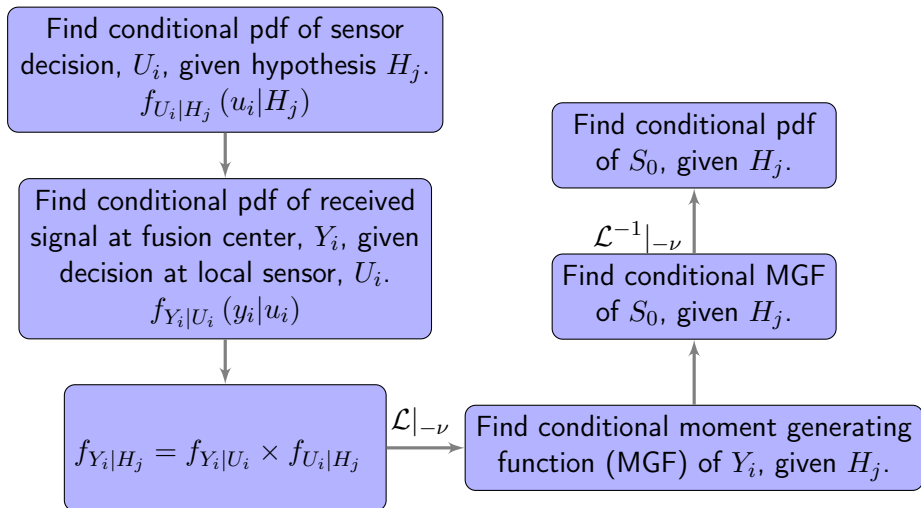 Find conditional pdf of sensor
decision, $U_i$, given hypothesis $H_j$.
$f_{U_i|H_j}(u_i|H_j)$
Find conditional pdf of received
signal at fusion center, $Y_i$, given
decision at local sensor, $U_i$.
$f_{Y_i|U_i}(y_i|u_i)$
$f_{Y_i|H_j} = f_{Y_i|U_i} \times f_{U_i|H_j}$
$\mathcal{L}|_{-\nu}$
Find conditional moment generating
function (MGF) of $Y_i$, given $H_j$.
Find conditional MGF
of $S_0$, given $H_j$.
$\mathcal{L}^{-1}|_{-\nu}$
Find conditional pdf
of $S_0$, given $H_j$.